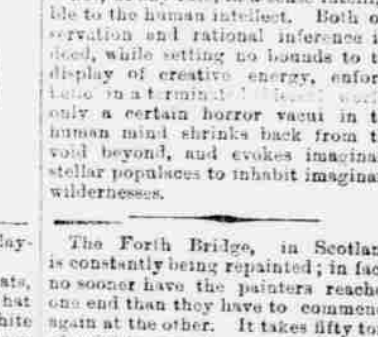 ble to the human intellect. Both o
servation and rational inference i
deed, while setting no bounds to t
display of creative energy, enfor
only a certain horror vacui in t
human mind shrinks back from t
void beyond, and evokes imagina
stellar populaces to inhabit imagina
wildernesses.
The Forth Bridge, in Scotlan
is constantly being repainted; in fac
no sooner have the painters reache
one end than they have to commenc
again at the other. It takes fifty to
lay-
ats,
hat
hite